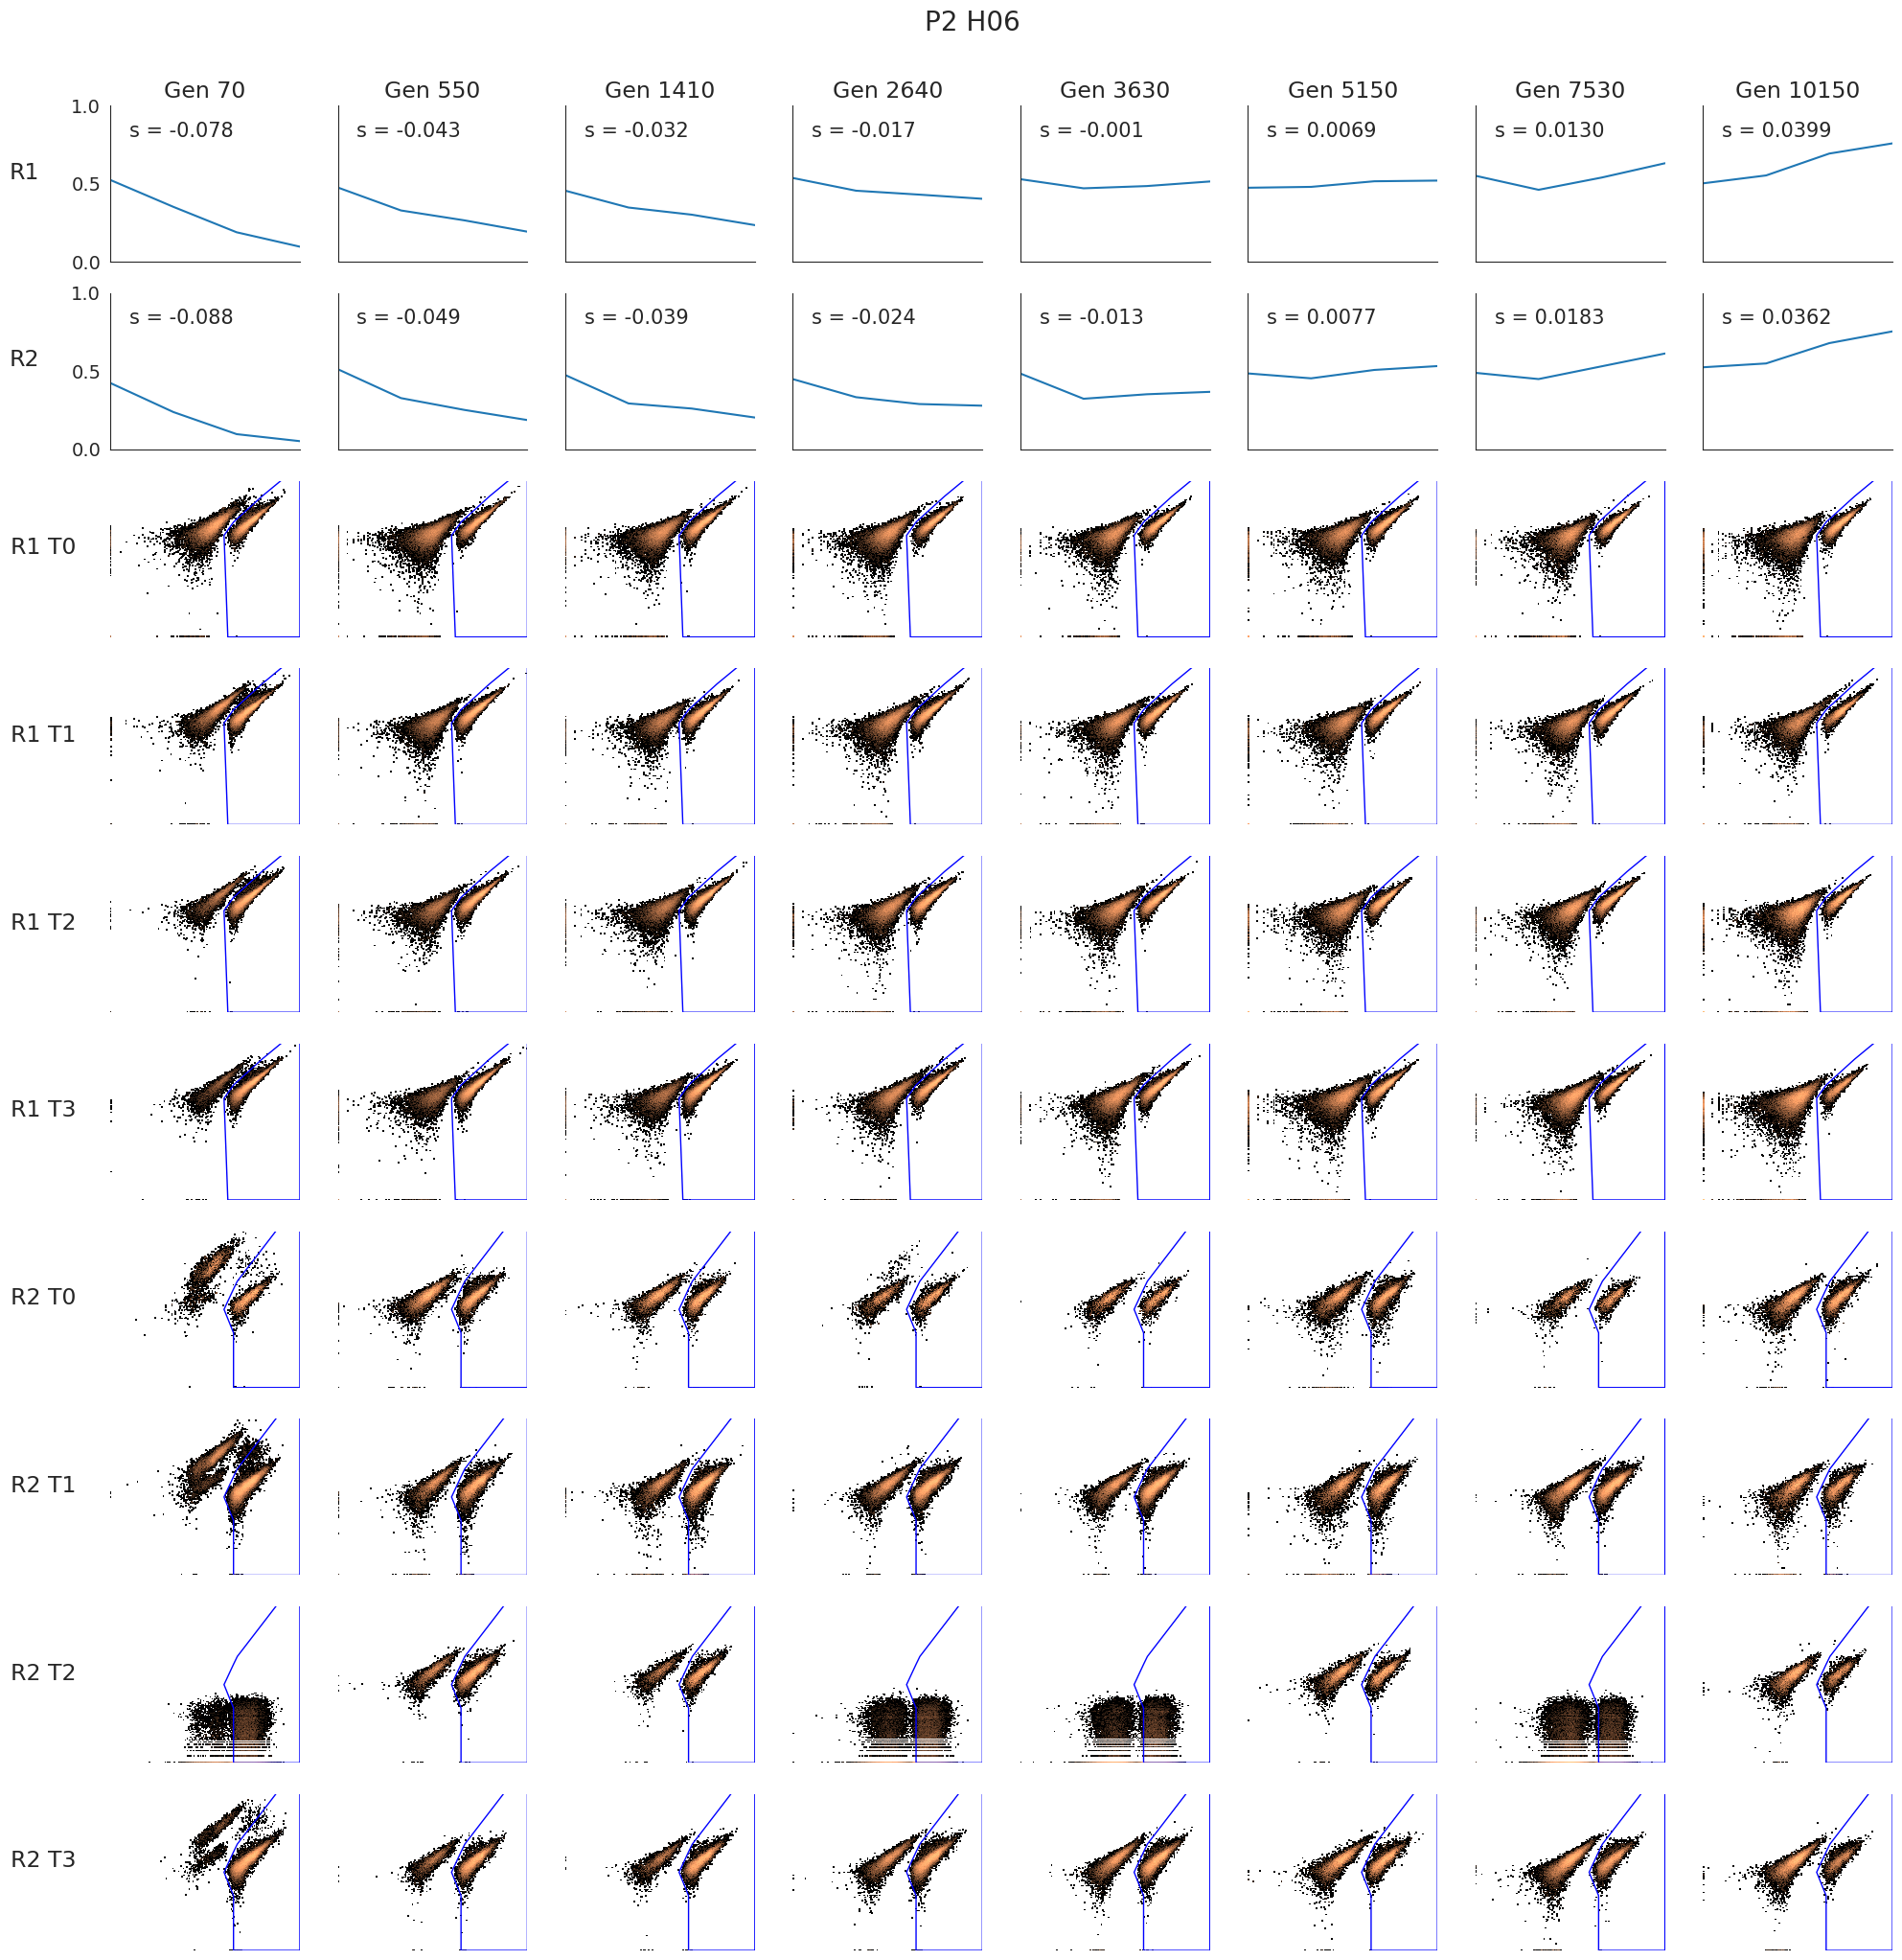 P2 H06
Gen 70 Gen 550 Gen 1410 Gen 2640 Gen 3630 Gen 5150 Gen 7530 Gen 10150
1.0
s = -0.078 s = -0.043 s = -0.032 s = -0.017 s = -0.001 s = 0.0069 s = 0.0130 s = 0.0399
R1
0.5
0.0
1.0
s = -0.088 s = -0.049 s = -0.039 s = -0.024 s = -0.013 s = 0.0077 s = 0.0183 s = 0.0362
R2
0.5
0.0
R1 T0
R1 T1
R1 T2
R1 T3
R2 T0
R2 T1
R2 T2
R2 T3